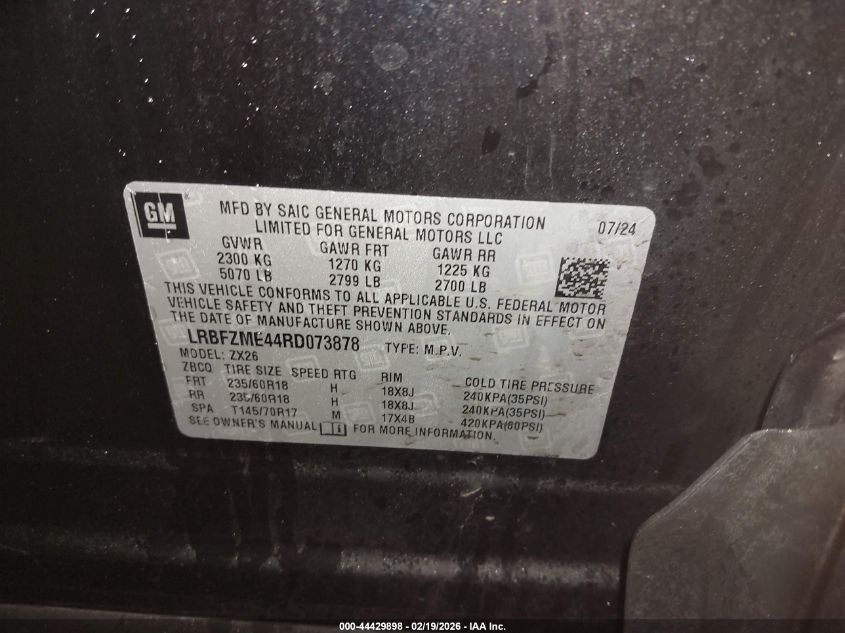 GM
MFD BY SAIC GENERAL MOTORS CORPORATION 07/24
LIMITED FOR GENERAL MOTORS LLC
GVWR GAWR FRT GAWR RR
2300 KG 1270 KG 1225 KG
5070 LB 2799 LB 2700 LB
THIS VEHICLE CONFORMS TO ALL APPLICABLE U.S. FEDERAL MOTOR
VEHICLE SAFETY AND THEFT PREVENTION STANDARDS IN EFFECT ON
THE DATE OF MANUFACTURE SHOWN ABOVE.
LRBFZME44RD073878 TYPE: M.P.V.
MODEL: ZX26
ZBCO TIRE SIZE SPEED RTG RIM COLD TIRE PRESSURE
FRT 235/60R18 H 18X8J 240KPA(35PSI)
RR 235/60R18 H 18X8J 240KPA(35PSI)
SPA T145/70R17 M 17X4B 420KPA(60PSI)
SEE OWNER'S MANUAL FOR MORE INFORMATION.
000-44429898 - 02/19/2026 - IAA Inc.